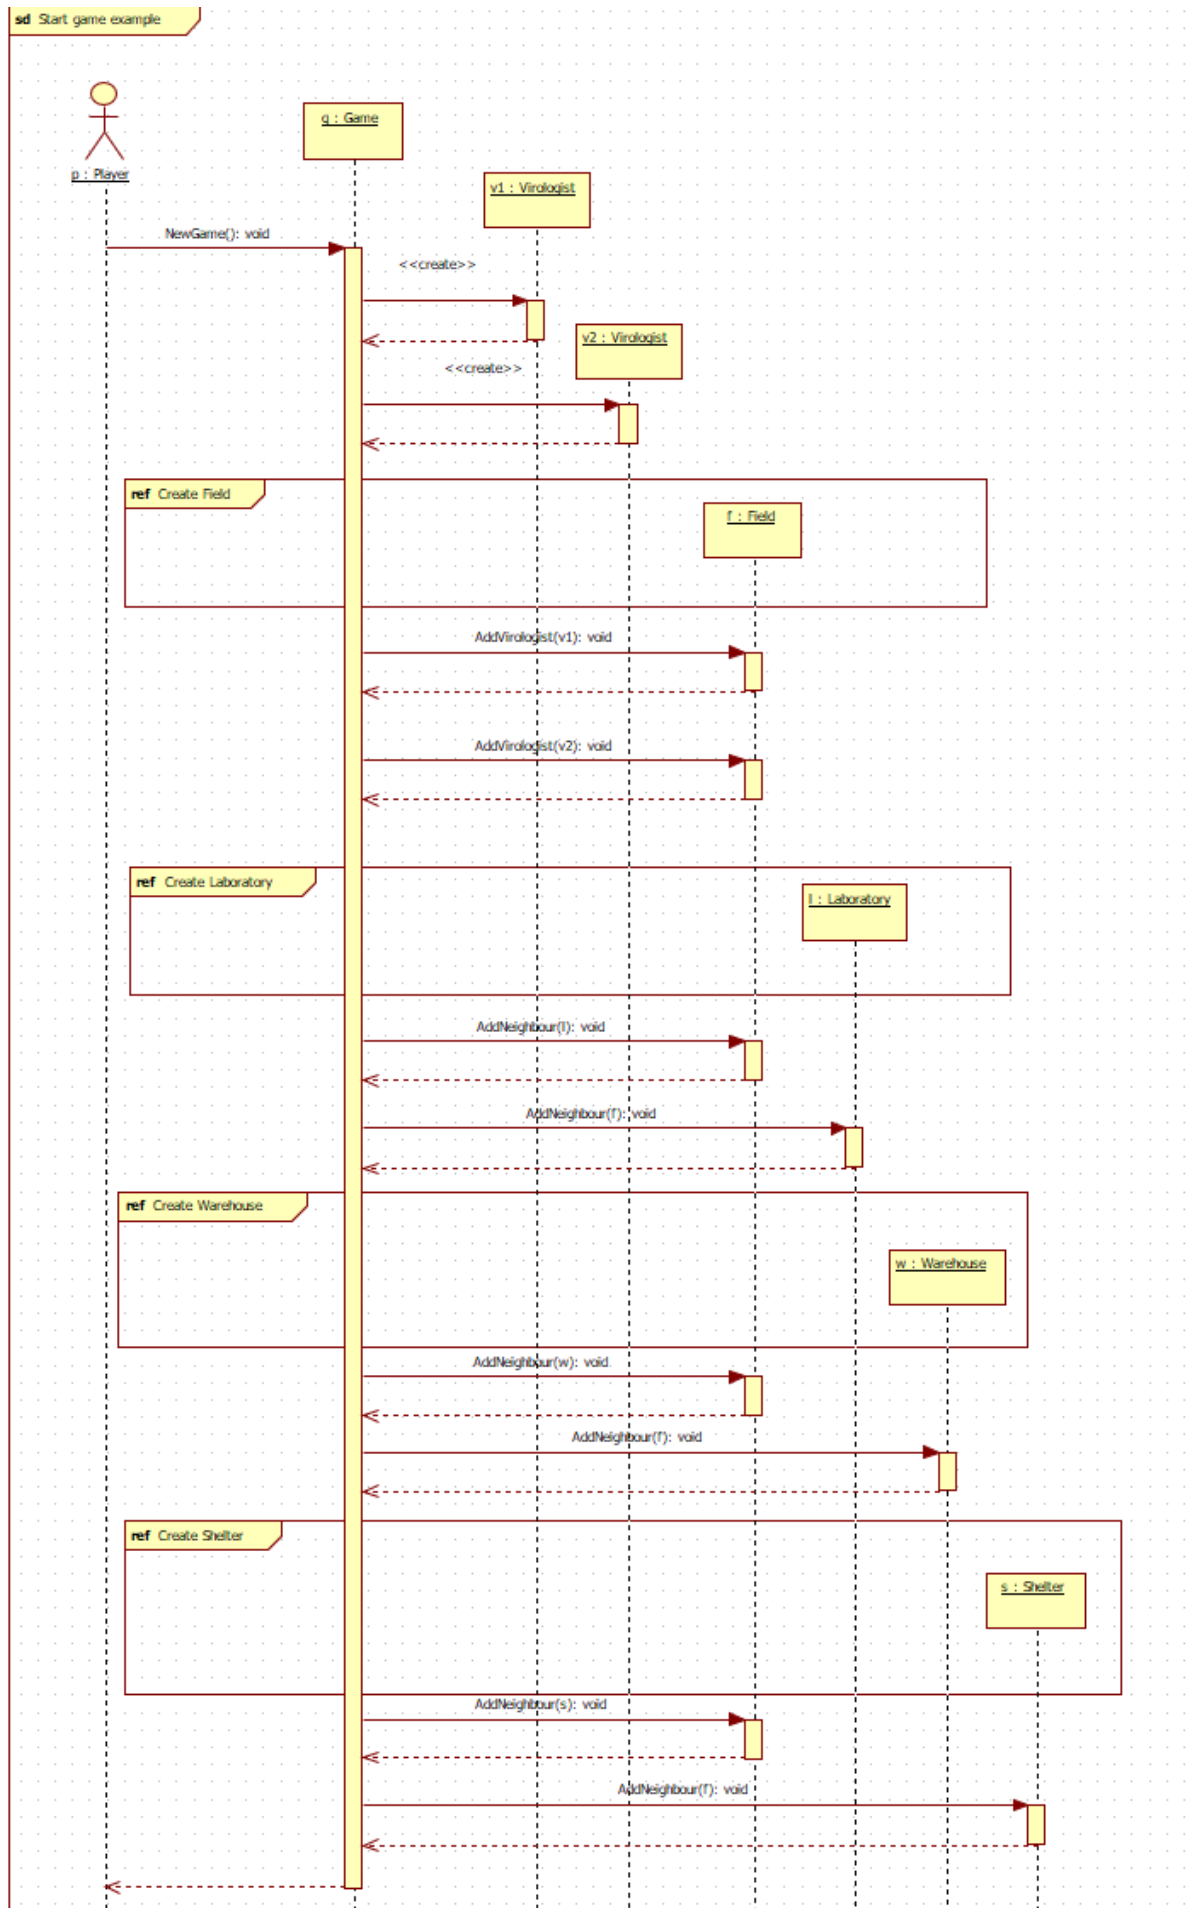 sd Start game example
g : Game
p : Player
v1 : Virologist
NewGame(): void
<<create>>
v2 : Virologist
<<create>>
ref Create Field
f : Field
AddVirologist(v1): void
AddVirologist(v2): void
ref Create Laboratory
l : Laboratory
AddNeighbour(l): void
AddNeighbour(f): void
ref Create Warehouse
w : Warehouse
AddNeighbour(w): void
AddNeighbour(f): void
ref Create Shelter
s : Shelter
AddNeighbour(s): void
AddNeighbour(f): void